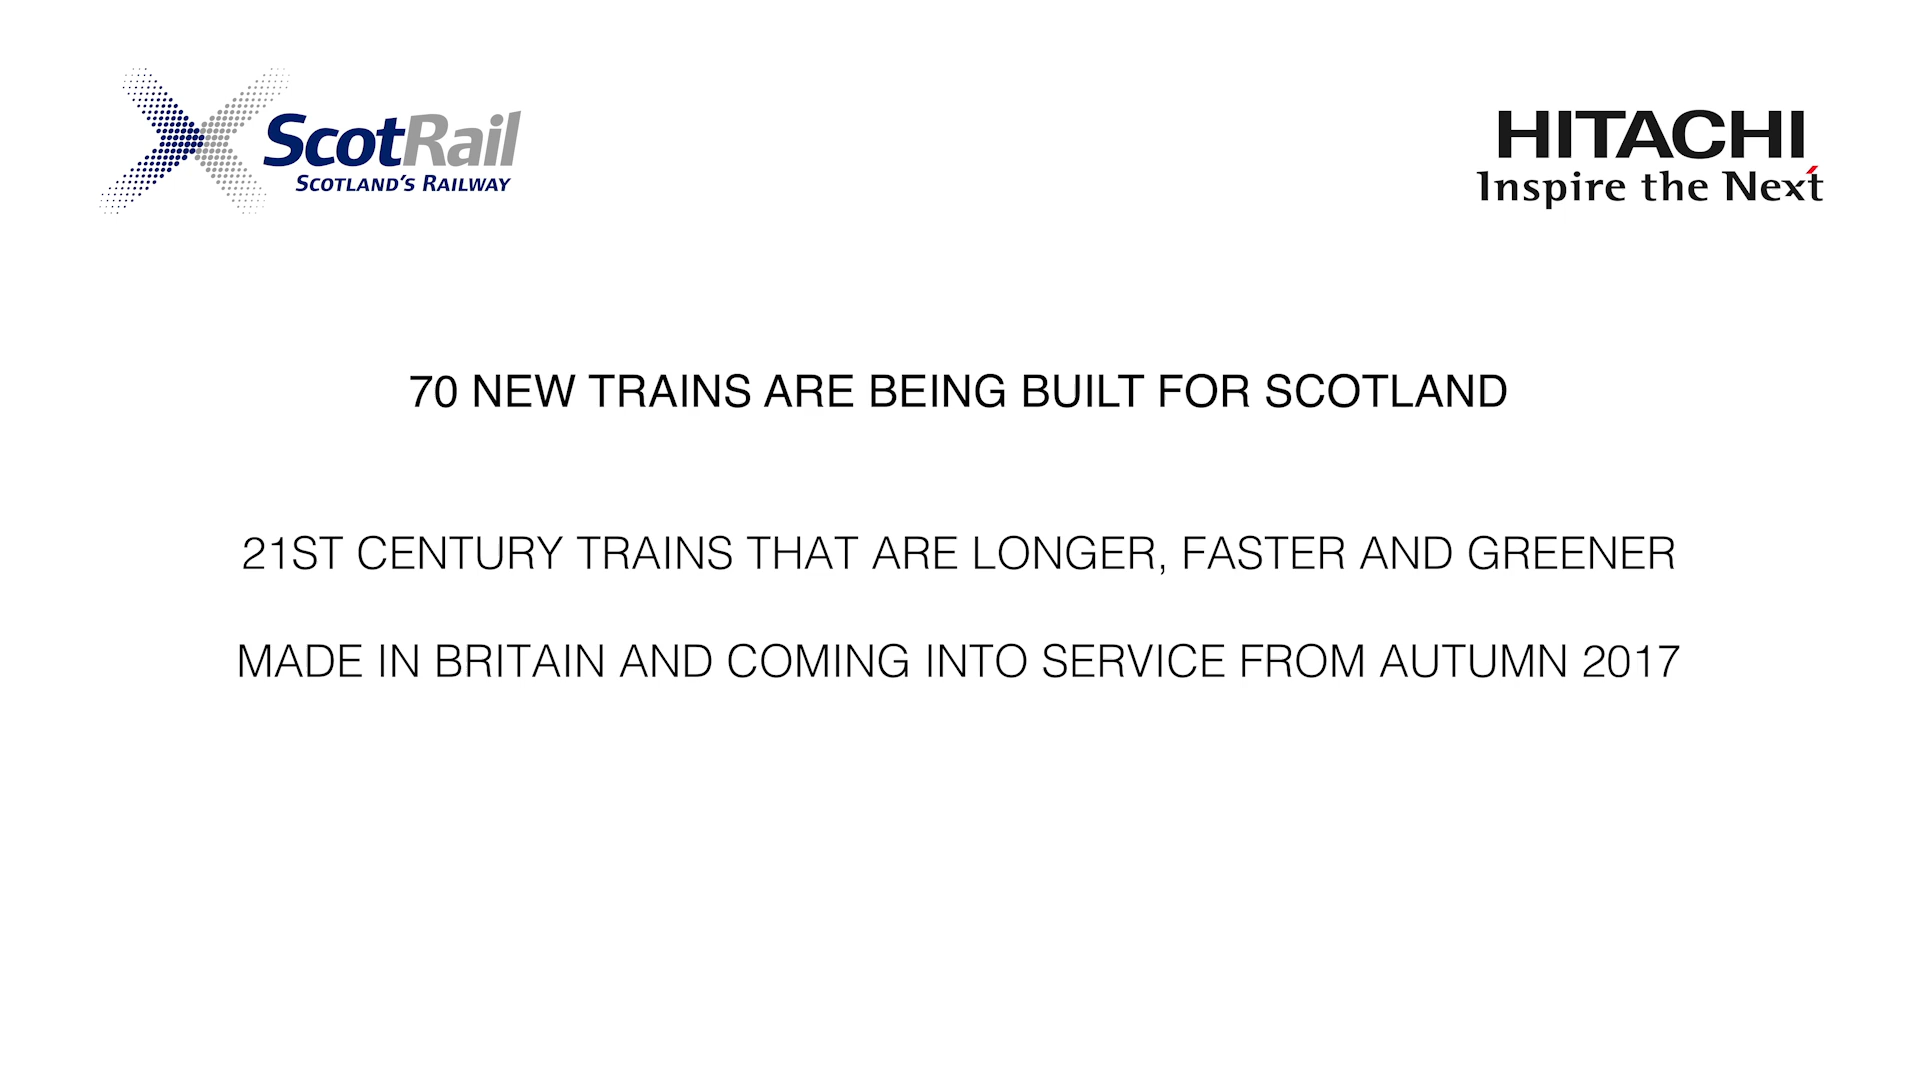 ScotRail
SCOTLAND'S RAILWAY
HITACHI
Inspire the Next
70 NEW TRAINS ARE BEING BUILT FOR SCOTLAND
21ST CENTURY TRAINS THAT ARE LONGER, FASTER AND GREENER
MADE IN BRITAIN AND COMING INTO SERVICE FROM AUTUMN 2017